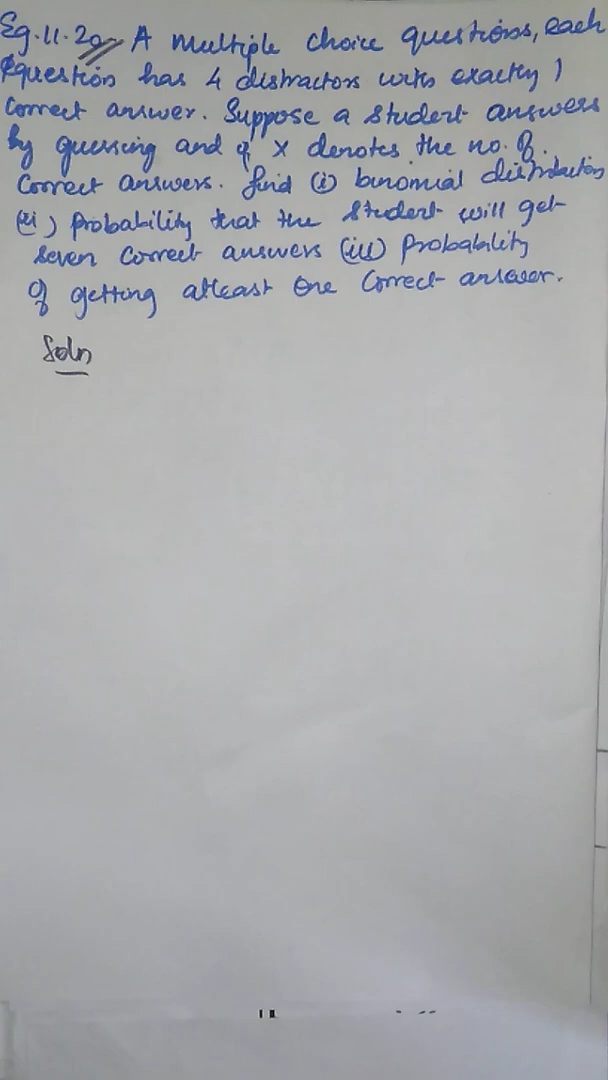 Eg.11.20 A multiple choice questions, each
question has 4 distractors with exactly 1
correct answer. Suppose a student answers
by guessing and if x denotes the no. of
correct answers. find (i) binomial distribution
(ii) probability that the student will get
seven correct answers (iii) Probability
of getting atleast one correct answer.
Soln